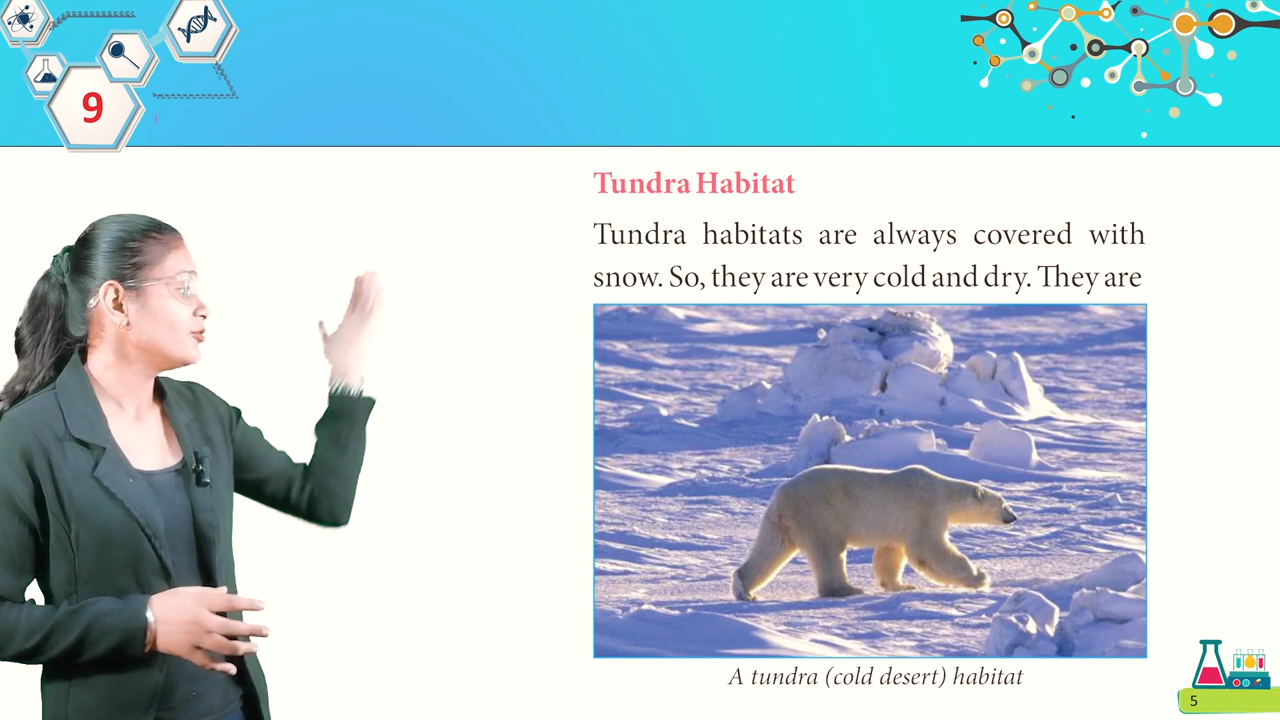 9
Tundra Habitat
Tundra habitats are always covered with
snow. So, they are very cold and dry. They are
A tundra (cold desert) habitat
5